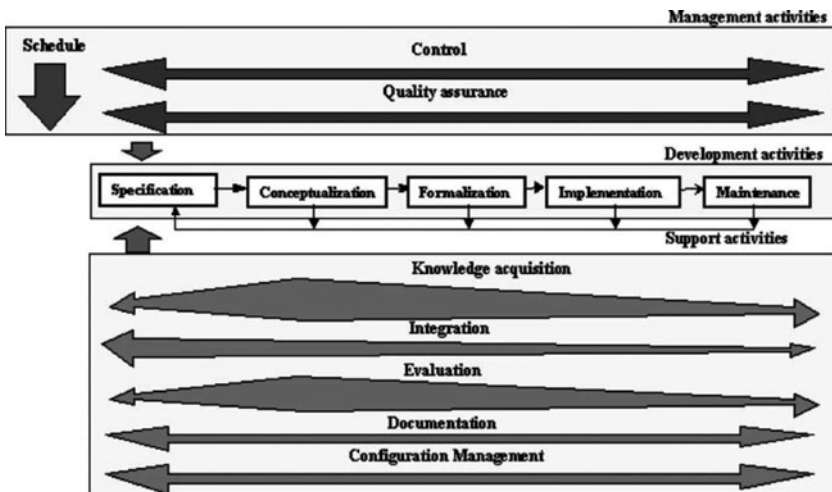 Management activities
Schedule
Control
Quality assurance
Development activities
Specification
Conceptualization
Formalization
Implementation
Maintenance
Support activities
Knowledge acquisition
Integration
Evaluation
Documentation
Configuration Management